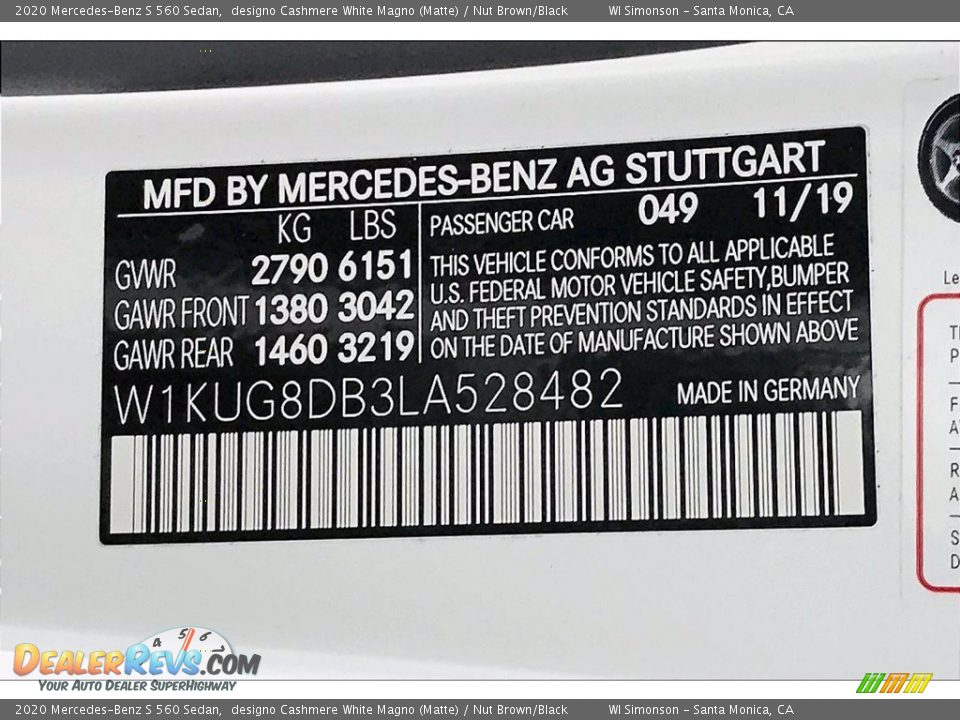 2020 Mercedes-Benz S 560 Sedan, designo Cashmere White Magno (Matte) / Nut Brown/Black WI Simonson - Santa Monica, CA
MFD BY MERCEDES-BENZ AG STUTTGART
KG LBS
GVWR 2790 6151
GAWR FRONT 1380 3042
GAWR REAR 1460 3219
PASSENGER CAR 049 11/19
THIS VEHICLE CONFORMS TO ALL APPLICABLE
U.S. FEDERAL MOTOR VEHICLE SAFETY,BUMPER
AND THEFT PREVENTION STANDARDS IN EFFECT
ON THE DATE OF MANUFACTURE SHOWN ABOVE
W1KUG8DB3LA528482 MADE IN GERMANY
Le
4 5 6
DEALERREVS.COM
YOUR AUTO DEALER SUPERHIGHWAY
2020 Mercedes-Benz S 560 Sedan, designo Cashmere White Magno (Matte) / Nut Brown/Black WI Simonson - Santa Monica, CA